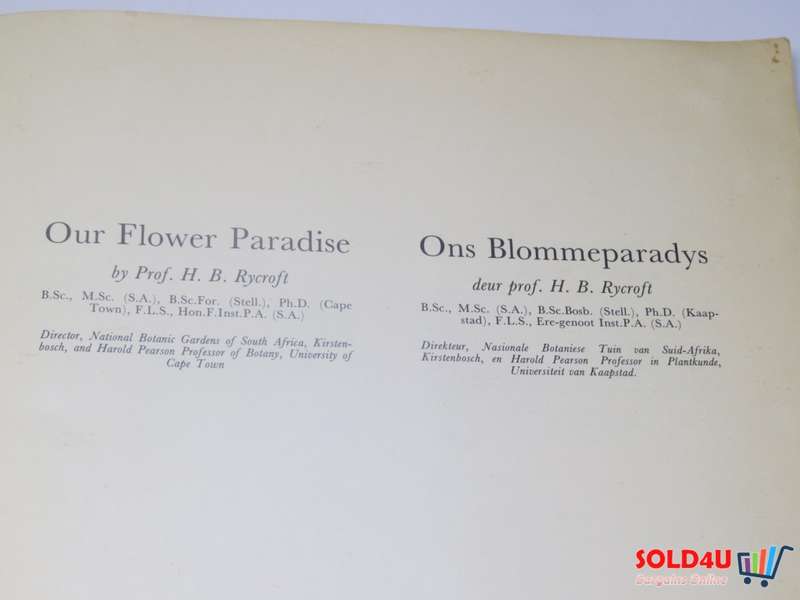 Our Flower Paradise
by Prof. H. B. Rycroft
B.Sc., M.Sc. (S.A.), B.Sc.For. (Stell.), Ph.D. (Cape
Town), F.L.S., Hon.F.Inst.P.A. (S.A.)
Director, National Botanic Gardens of South Africa, Kirsten-
bosch, and Harold Pearson Professor of Botany, University of
Cape Town
Ons Blommeparadys
deur prof. H. B. Rycroft
B.Sc., M.Sc. (S.A.), B.Sc.Bosb. (Stell.), Ph.D. (Kaap-
stad), F.L.S., Ere-genoot Inst.P.A. (S.A.)
Direkteur, Nasionale Botaniese Tuin van Suid-Afrika,
Kirstenbosch, en Harold Pearson Professor in Plantkunde,
Universiteit van Kaapstad.
SOLD4U
Bargains Online